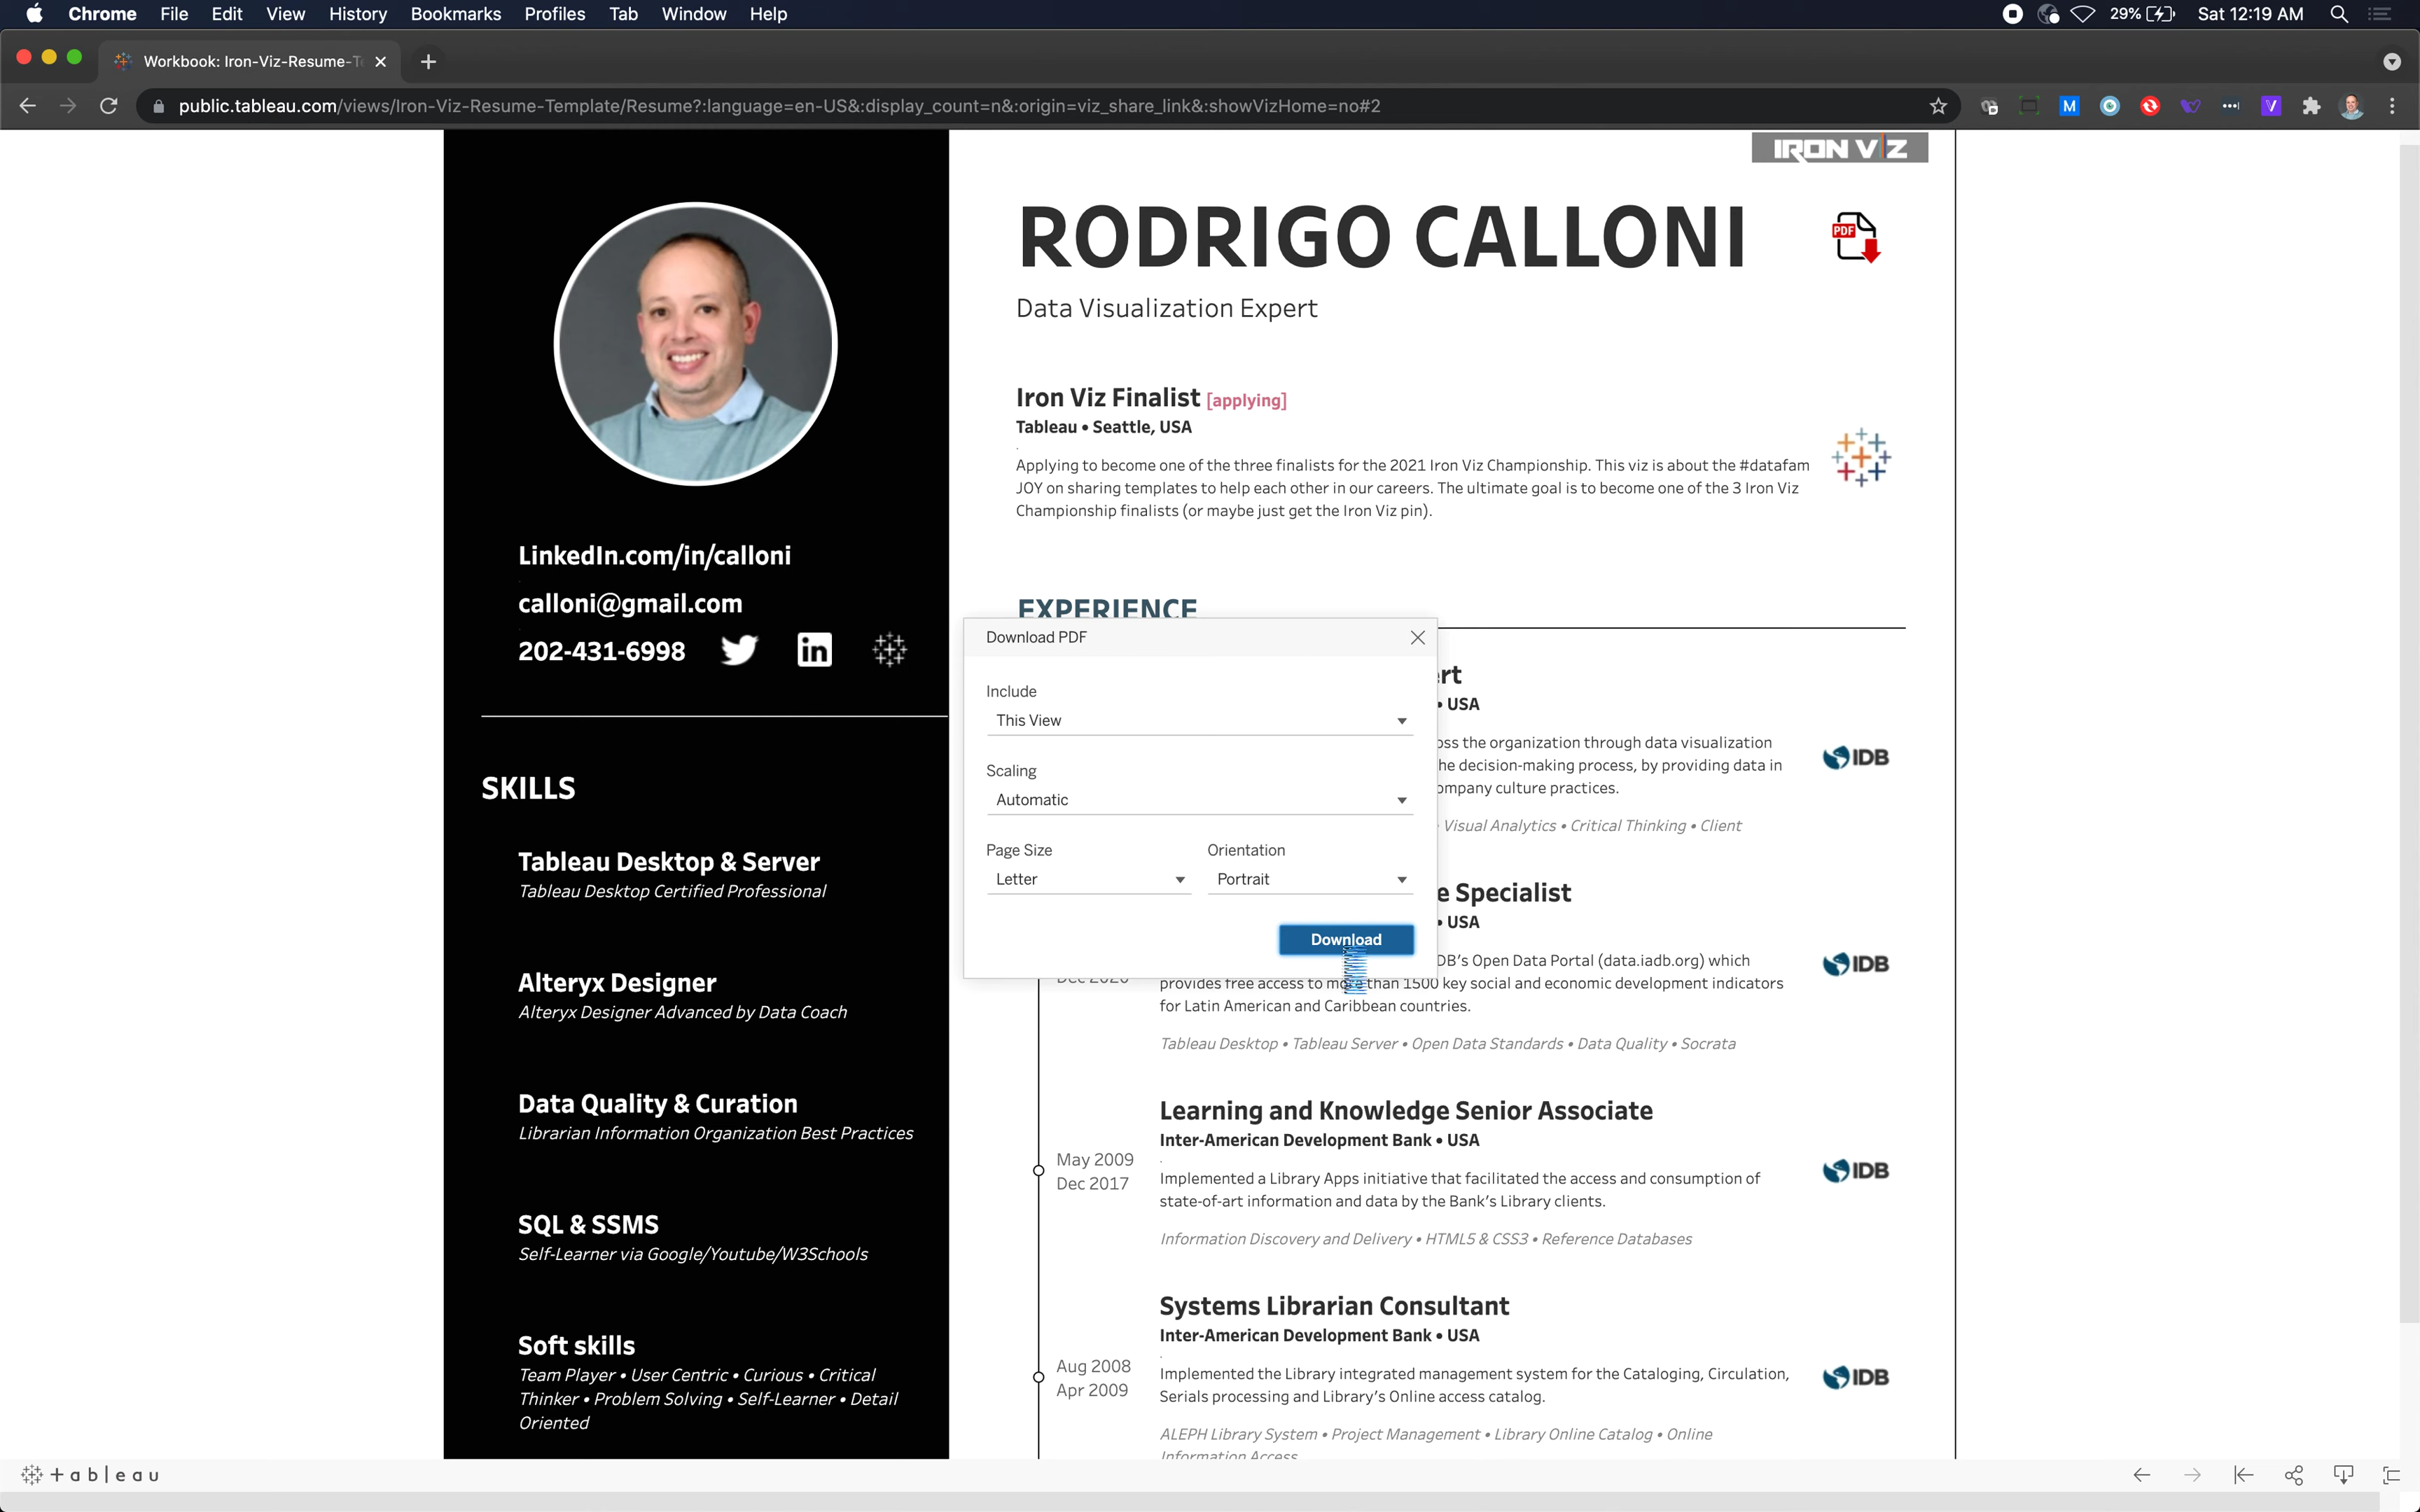 Chrome File Edit View History Bookmarks Profiles Tab Window Help
29% Sat 12:19 AM
Workbook: Iron-Viz-Resume-T
public.tableau.com/views/Iron-Viz-Resume-Template/Resume?:language=en-US&:display_count=n&:origin=viz_share_link&:showVizHome=no#2
IRON VIZ
RODRIGO CALLONI
PDF
Data Visualization Expert
Iron Viz Finalist [applying]
Tableau • Seattle, USA
Applying to become one of the three finalists for the 2021 Iron Viz Championship. This viz is about the #datafam
JOY on sharing templates to help each other in our careers. The ultimate goal is to become one of the 3 Iron Viz
Championship finalists (or maybe just get the Iron Viz pin).
LinkedIn.com/in/calloni
calloni@gmail.com
202-431-6998
in
SKILLS
Tableau Desktop & Server
Tableau Desktop Certified Professional
Alteryx Designer
Alteryx Designer Advanced by Data Coach
Data Quality & Curation
Librarian Information Organization Best Practices
SQL & SSMS
Self-Learner via Google/Youtube/W3Schools
Soft skills
Team Player • User Centric • Curious • Critical
Thinker • Problem Solving • Self-Learner • Detail
Oriented
EXPERIENCE
Download PDF
Include
This View
Scaling
Automatic
Page Size Orientation
Letter Portrait
Download
rt
• USA
oss the organization through data visualization
he decision-making process, by providing data in
ompany culture practices.
Visual Analytics • Critical Thinking • Client
IDB
e Specialist
• USA
DB's Open Data Portal (data.iadb.org) which
Dec 2020
provides free access to more than 1500 key social and economic development indicators
for Latin American and Caribbean countries.
Tableau Desktop • Tableau Server • Open Data Standards • Data Quality • Socrata
IDB
Learning and Knowledge Senior Associate
Inter-American Development Bank • USA
May 2009
Dec 2017
Implemented a Library Apps initiative that facilitated the access and consumption of
state-of-art information and data by the Bank's Library clients.
Information Discovery and Delivery • HTML5 & CSS3 • Reference Databases
IDB
Systems Librarian Consultant
Inter-American Development Bank • USA
Aug 2008
Apr 2009
Implemented the Library integrated management system for the Cataloging, Circulation,
Serials processing and Library's Online access catalog.
ALEPH Library System • Project Management • Library Online Catalog • Online
Information Access
IDB
tableau